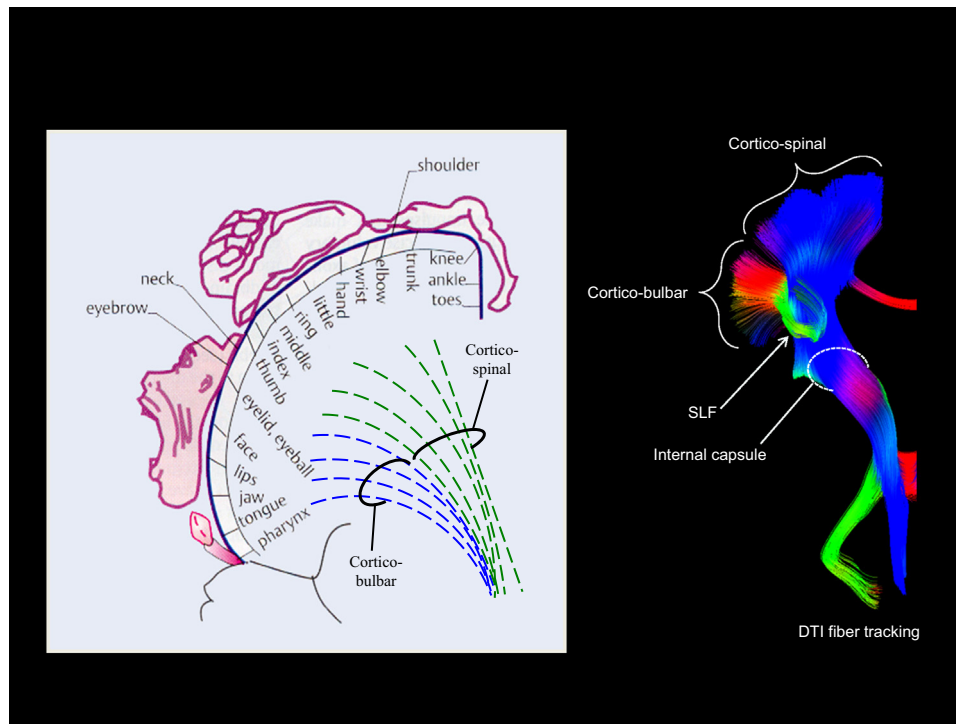 shoulder
neck
eyebrow
knee
ankle
toes
trunk
elbow
wrist
hand
little
ring
middle
index
thumb
eyelid, eyeball
face
lips
jaw
tongue
pharynx
Cortico-
spinal
Cortico-
bulbar
Cortico-spinal
Cortico-bulbar
SLF
Internal capsule
DTI fiber tracking